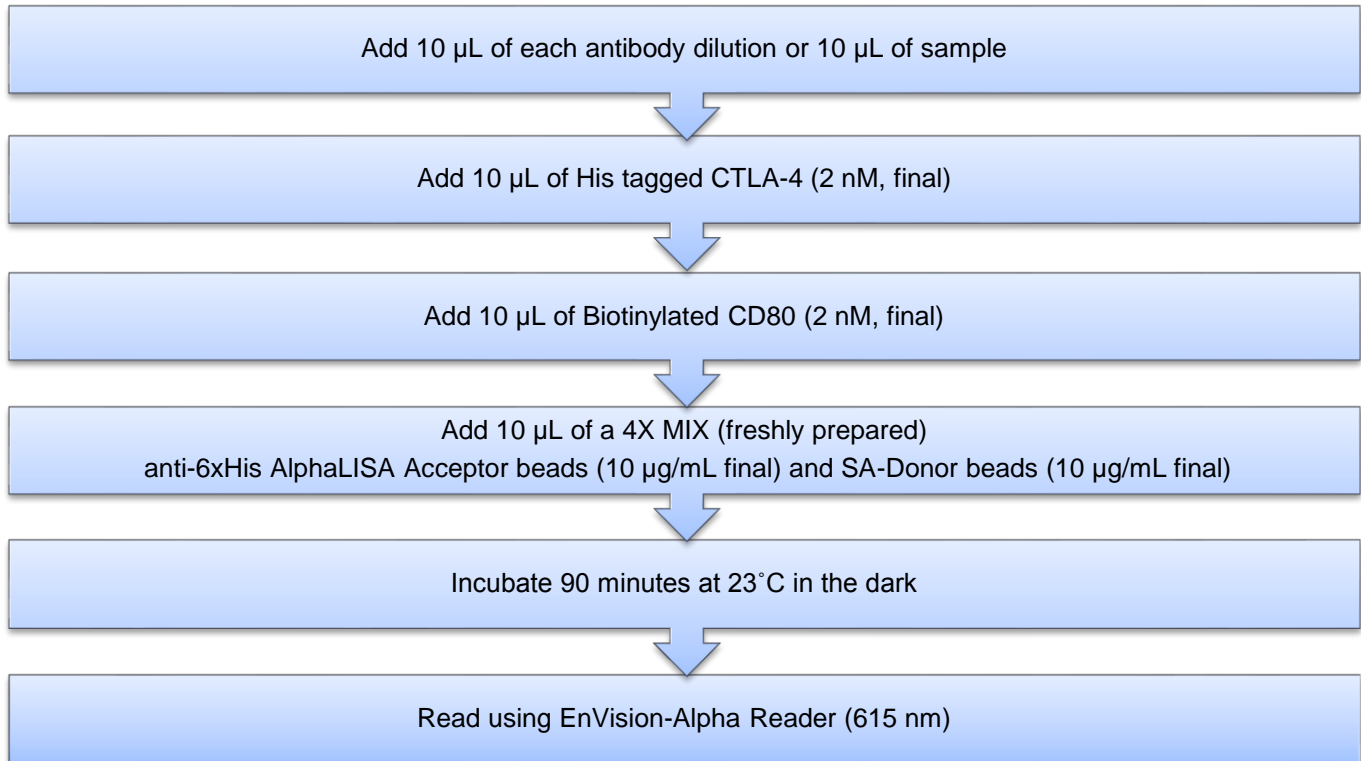 Add 10 µL of each antibody dilution or 10 µL of sample
Add 10 µL of His tagged CTLA-4 (2 nM, final)
Add 10 µL of Biotinylated CD80 (2 nM, final)
Add 10 µL of a 4X MIX (freshly prepared)
anti-6xHis AlphaLISA Acceptor beads (10 µg/mL final) and SA-Donor beads (10 µg/mL final)
Incubate 90 minutes at 23˚C in the dark
Read using EnVision-Alpha Reader (615 nm)